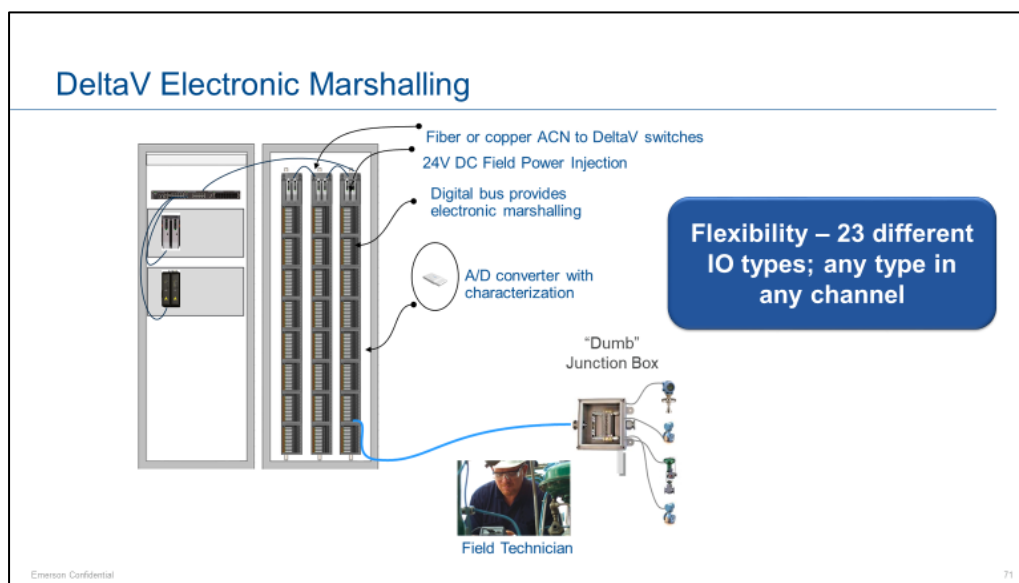 DeltaV Electronic Marshalling
Fiber or copper ACN to DeltaV switches
24V DC Field Power Injection
Digital bus provides
electronic marshalling
A/D converter with
characterization
Flexibility – 23 different
IO types; any type in
any channel
“Dumb”
Junction Box
Field Technician
Emerson Confidential
71